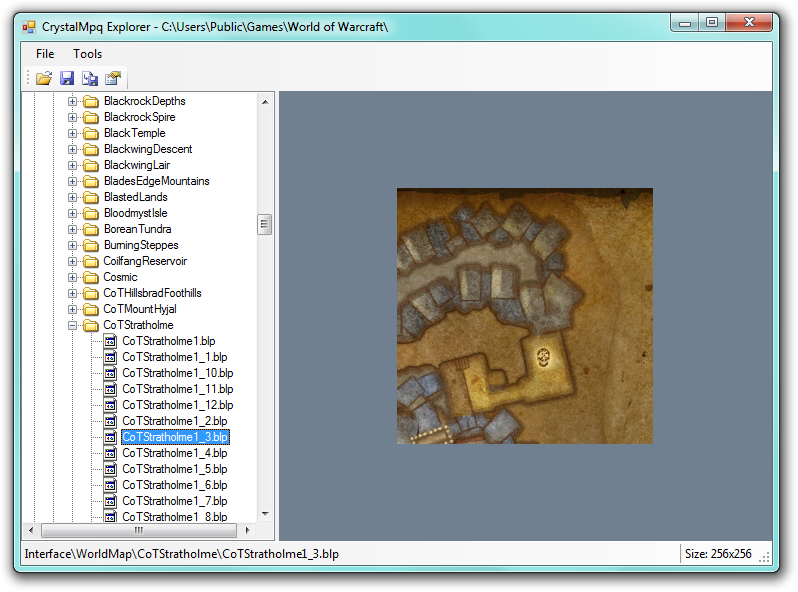 CrystalMpq Explorer - C:\Users\Public\Games\World of Warcraft\
File Tools
BlackrockDepths
BlackrockSpire
BlackTemple
BlackwingDescent
BlackwingLair
BladesEdgeMountains
BlastedLands
BloodmystIsle
BoreanTundra
BurningSteppes
CoilfangReservoir
Cosmic
CoTHillsbradFoothills
CoTMountHyjal
CoTStratholme
CoTStratholme1.blp
CoTStratholme1_1.blp
CoTStratholme1_10.blp
CoTStratholme1_11.blp
CoTStratholme1_12.blp
CoTStratholme1_2.blp
CoTStratholme1_3.blp
CoTStratholme1_4.blp
CoTStratholme1_5.blp
CoTStratholme1_6.blp
CoTStratholme1_7.blp
CoTStratholme1_8.blp
Interface\WorldMap\CoTStratholme\CoTStratholme1_3.blp Size: 256x256